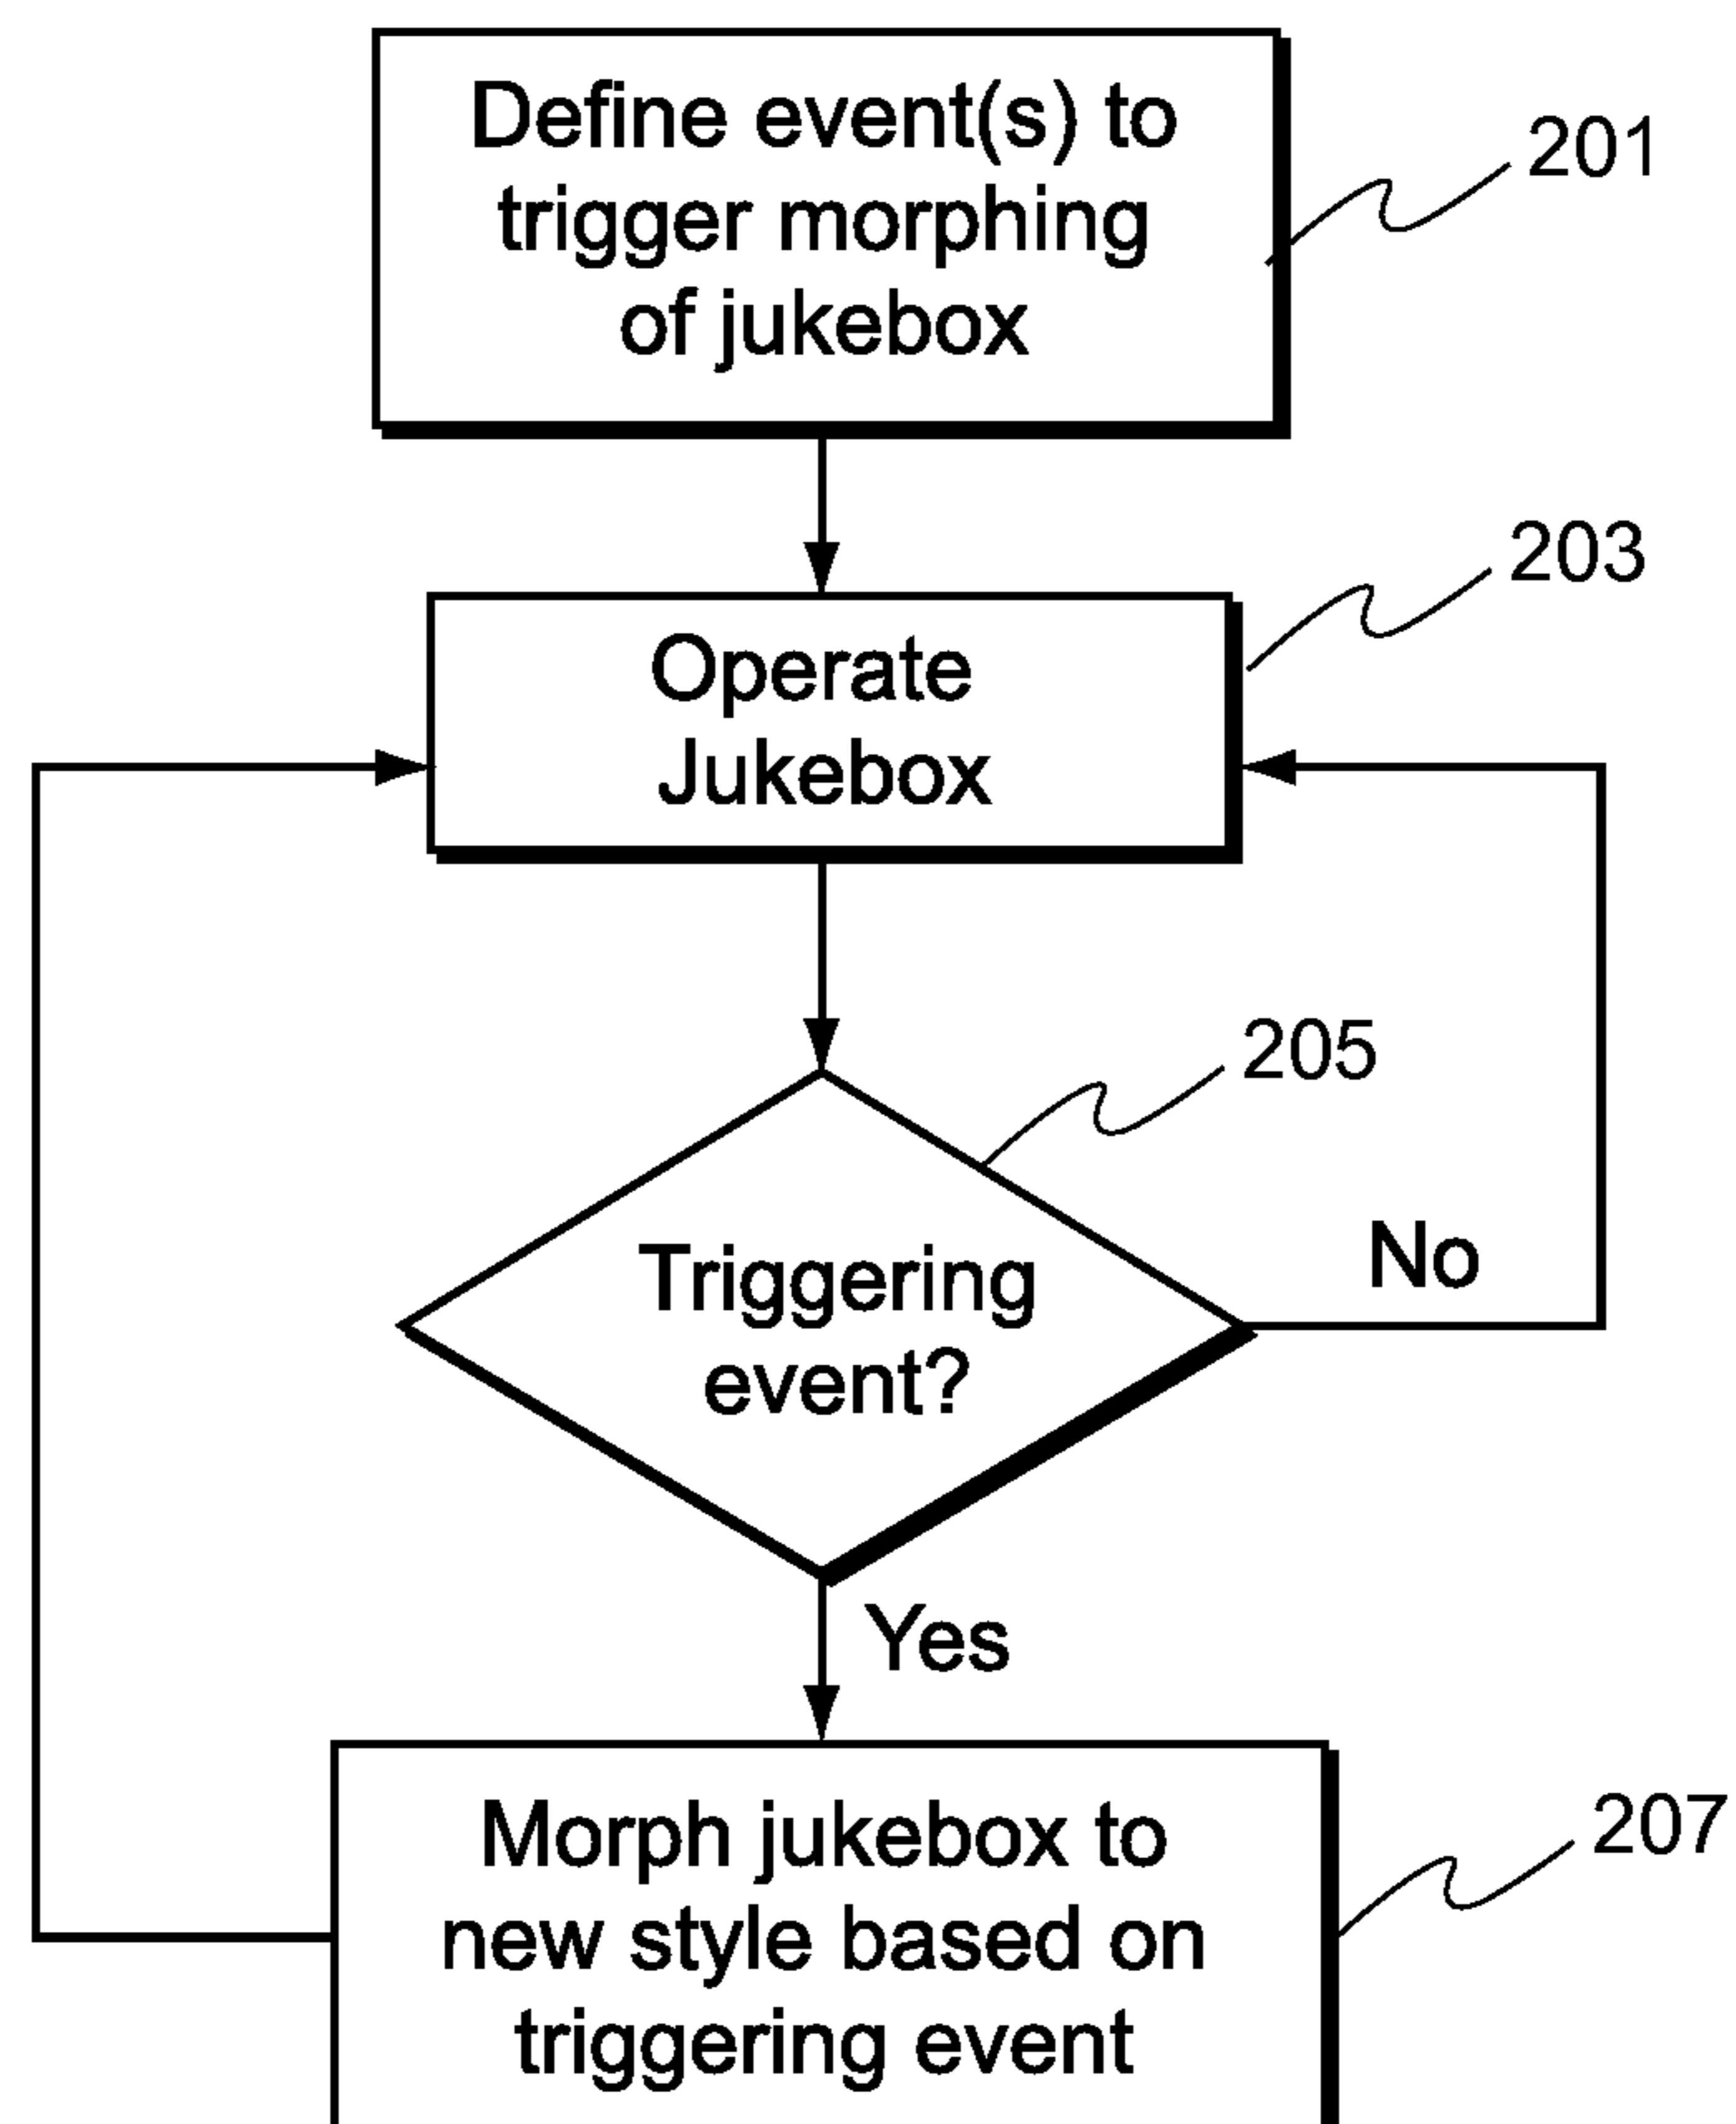 Define event(s) to
trigger morphing
of jukebox
201
203
Operate
Jukebox
205
Triggering
event?
No
Yes
Morph jukebox to
new style based on
triggering event
207